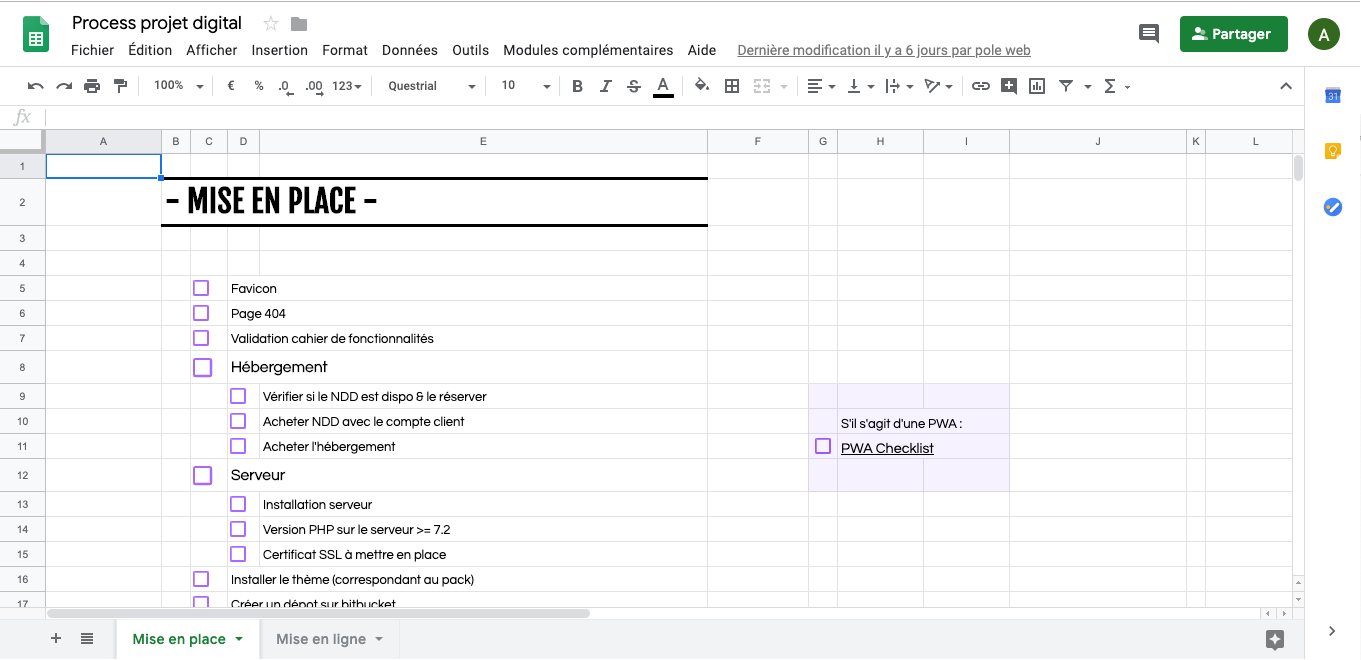 Process projet digital
Fichier Édition Afficher Insertion Format Données Outils Modules complémentaires Aide Dernière modification il y a 6 jours par pole web
Partager
A
100% € % .0 .00 123 Questrial 10 B I S A
31
fx
A B C D E F G H I J K L
1
2 – MISE EN PLACE –
3
4
5 Favicon
6 Page 404
7 Validation cahier de fonctionnalités
8 Hébergement
9 Vérifier si le NDD est dispo & le réserver
10 Acheter NDD avec le compte client S'il s'agit d'une PWA :
11 Acheter l'hébergement PWA Checklist
12 Serveur
13 Installation serveur
14 Version PHP sur le serveur >= 7.2
15 Certificat SSL à mettre en place
16 Installer le thème (correspondant au pack)
17 Créer un dépot sur bitbucket
Mise en place Mise en ligne